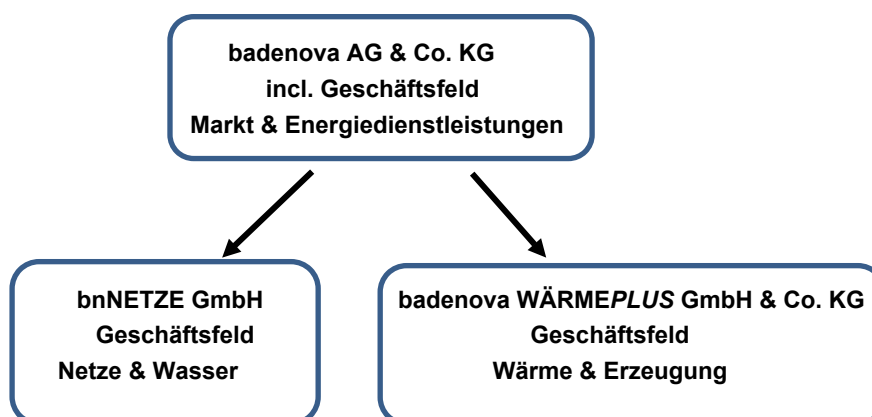 badenova AG & Co. KG
incl. Geschäftsfeld
Markt & Energiedienstleistungen
bnNETZE GmbH
Geschäftsfeld
Netze & Wasser
badenova WÄRMEPLUS GmbH & Co. KG
Geschäftsfeld
Wärme & Erzeugung